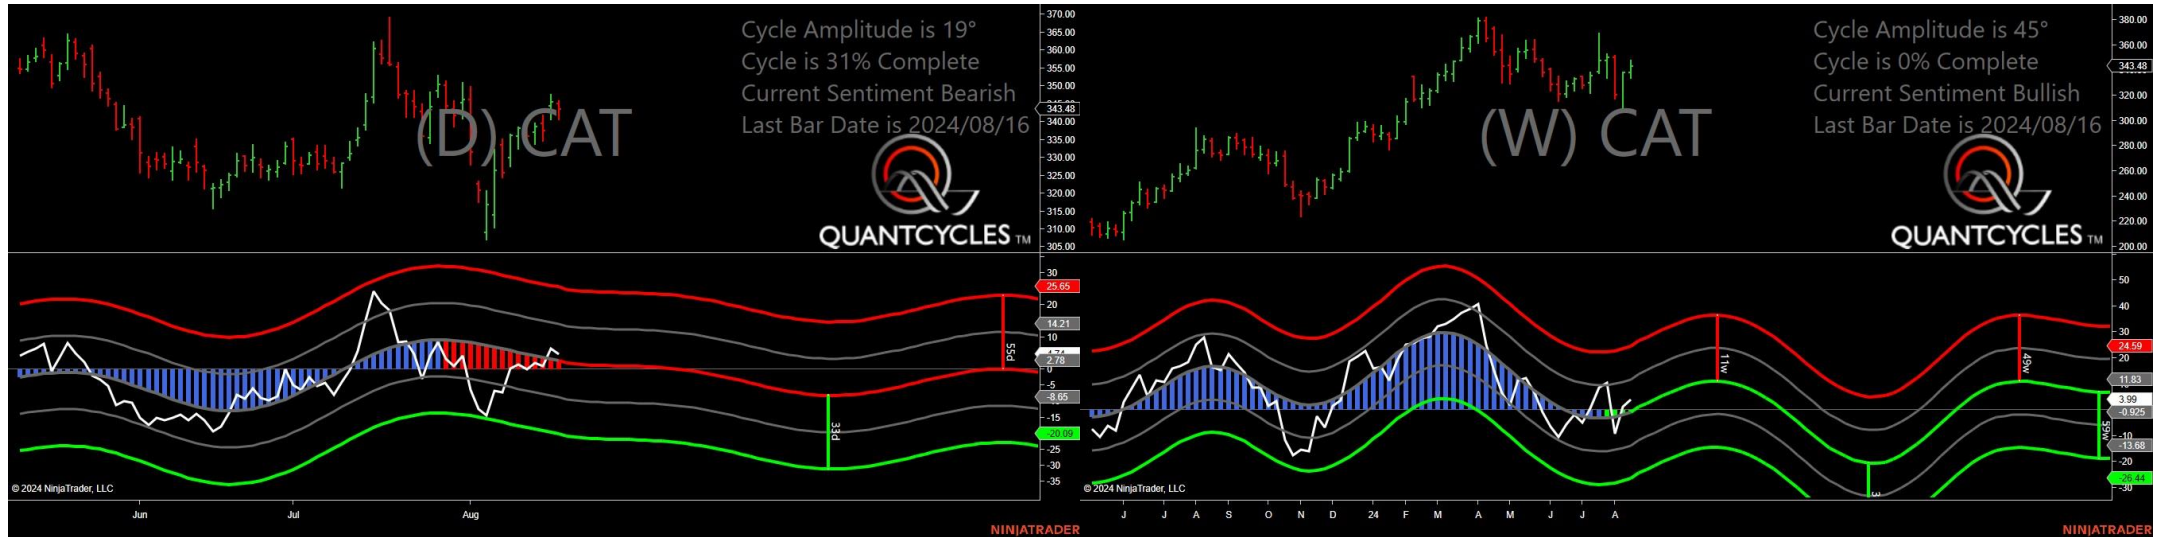 Cycle Amplitude is 19°
Cycle is 31% Complete
Current Sentiment Bearish
Last Bar Date is 2024/08/16
(D) CAT
QUANTCYCLES TM
370.00
365.00
360.00
355.00
350.00
343.48
340.00
335.00
330.00
325.00
320.00
315.00
310.00
305.00
30
25.65
20
14.21
10
2.78
0
-5
-8.65
-15
-20.09
-25
-30
-35
55d
33d
© 2024 NinjaTrader, LLC
Jun Jul Aug
NINJATRADER
Cycle Amplitude is 45°
Cycle is 0% Complete
Current Sentiment Bullish
Last Bar Date is 2024/08/16
(W) CAT
QUANTCYCLES TM
380.00
360.00
343.48
320.00
300.00
280.00
260.00
240.00
220.00
200.00
50
40
30
24.59
20
11.83
3.99
-0.925
-10
-13.68
-20
-26.44
-30
11w
49w
59w
3
© 2024 NinjaTrader, LLC
J J A S O N D 24 F M A M J J A
NINJATRADER